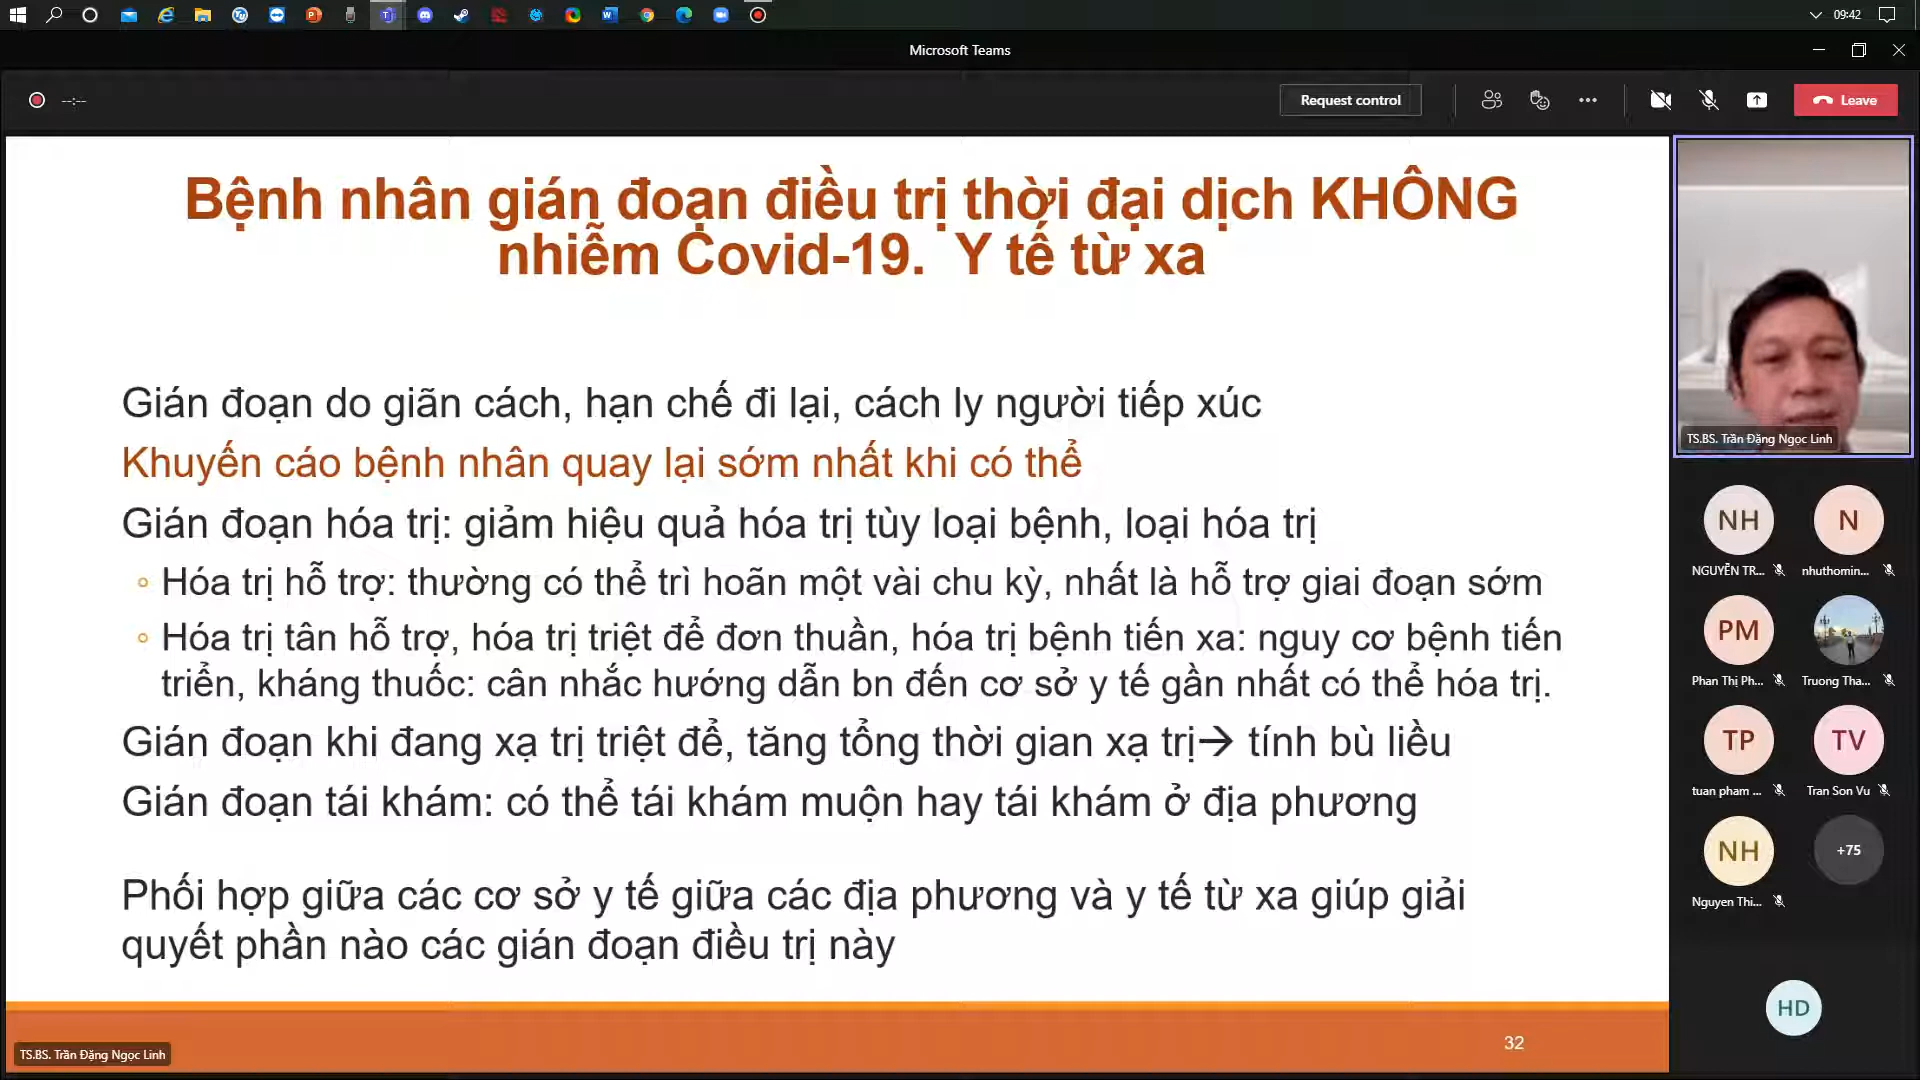 09:42
Microsoft Teams
--:--
Request control
Leave
Bệnh nhân gián đoạn điều trị thời đại dịch KHÔNG
nhiễm Covid-19. Y tế từ xa
Gián đoạn do giãn cách, hạn chế đi lại, cách ly người tiếp xúc
Khuyến cáo bệnh nhân quay lại sớm nhất khi có thể
Gián đoạn hóa trị: giảm hiệu quả hóa trị tùy loại bệnh, loại hóa trị
◦ Hóa trị hỗ trợ: thường có thể trì hoãn một vài chu kỳ, nhất là hỗ trợ giai đoạn sớm
◦ Hóa trị tân hỗ trợ, hóa trị triệt để đơn thuần, hóa trị bệnh tiến xa: nguy cơ bệnh tiến
triển, kháng thuốc: cân nhắc hướng dẫn bn đến cơ sở y tế gần nhất có thể hóa trị.
Gián đoạn khi đang xạ trị triệt để, tăng tổng thời gian xạ trị→ tính bù liều
Gián đoạn tái khám: có thể tái khám muộn hay tái khám ở địa phương
Phối hợp giữa các cơ sở y tế giữa các địa phương và y tế từ xa giúp giải
quyết phần nào các gián đoạn điều trị này
32
TS.BS. Trần Đặng Ngọc Linh
TS.BS. Trần Đặng Ngọc Linh
NH
N
NGUYỄN TR...
nhuthomin...
PM
Phan Thị Ph...
Truong Tha...
TP
TV
tuan pham ...
Tran Son Vu
NH
+75
Nguyen Thi...
HD